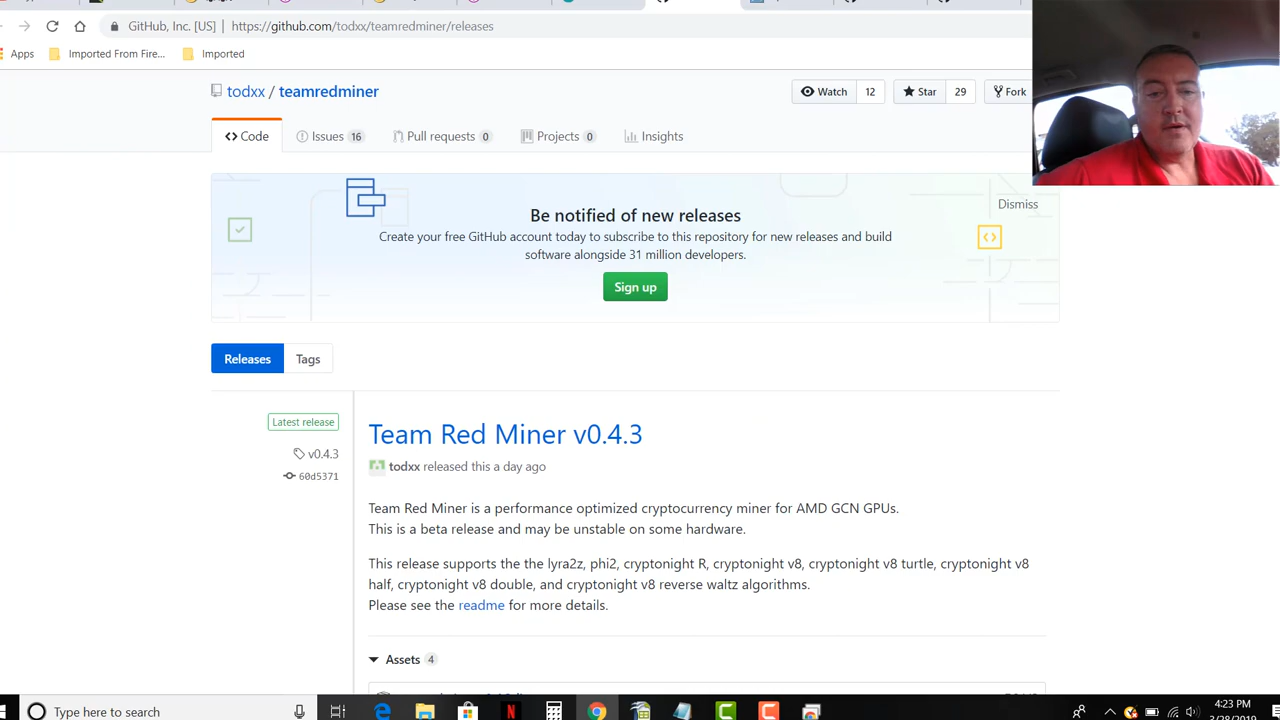 GitHub, Inc. [US] | https://github.com/todxx/teamredminer/releases
Apps Imported From Fire... Imported
todxx / teamredminer
Watch 12 Star 29 Fork
Code Issues 16 Pull requests 0 Projects 0 Insights
Dismiss
Be notified of new releases
Create your free GitHub account today to subscribe to this repository for new releases and build
software alongside 31 million developers.
Sign up
Releases Tags
Latest release
v0.4.3
60d5371
Team Red Miner v0.4.3
todxx released this a day ago
Team Red Miner is a performance optimized cryptocurrency miner for AMD GCN GPUs.
This is a beta release and may be unstable on some hardware.
This release supports the the lyra2z, phi2, cryptonight R, cryptonight v8, cryptonight v8 turtle, cryptonight v8
half, cryptonight v8 double, and cryptonight v8 reverse waltz algorithms.
Please see the readme for more details.
Assets 4
Type here to search
4:23 PM